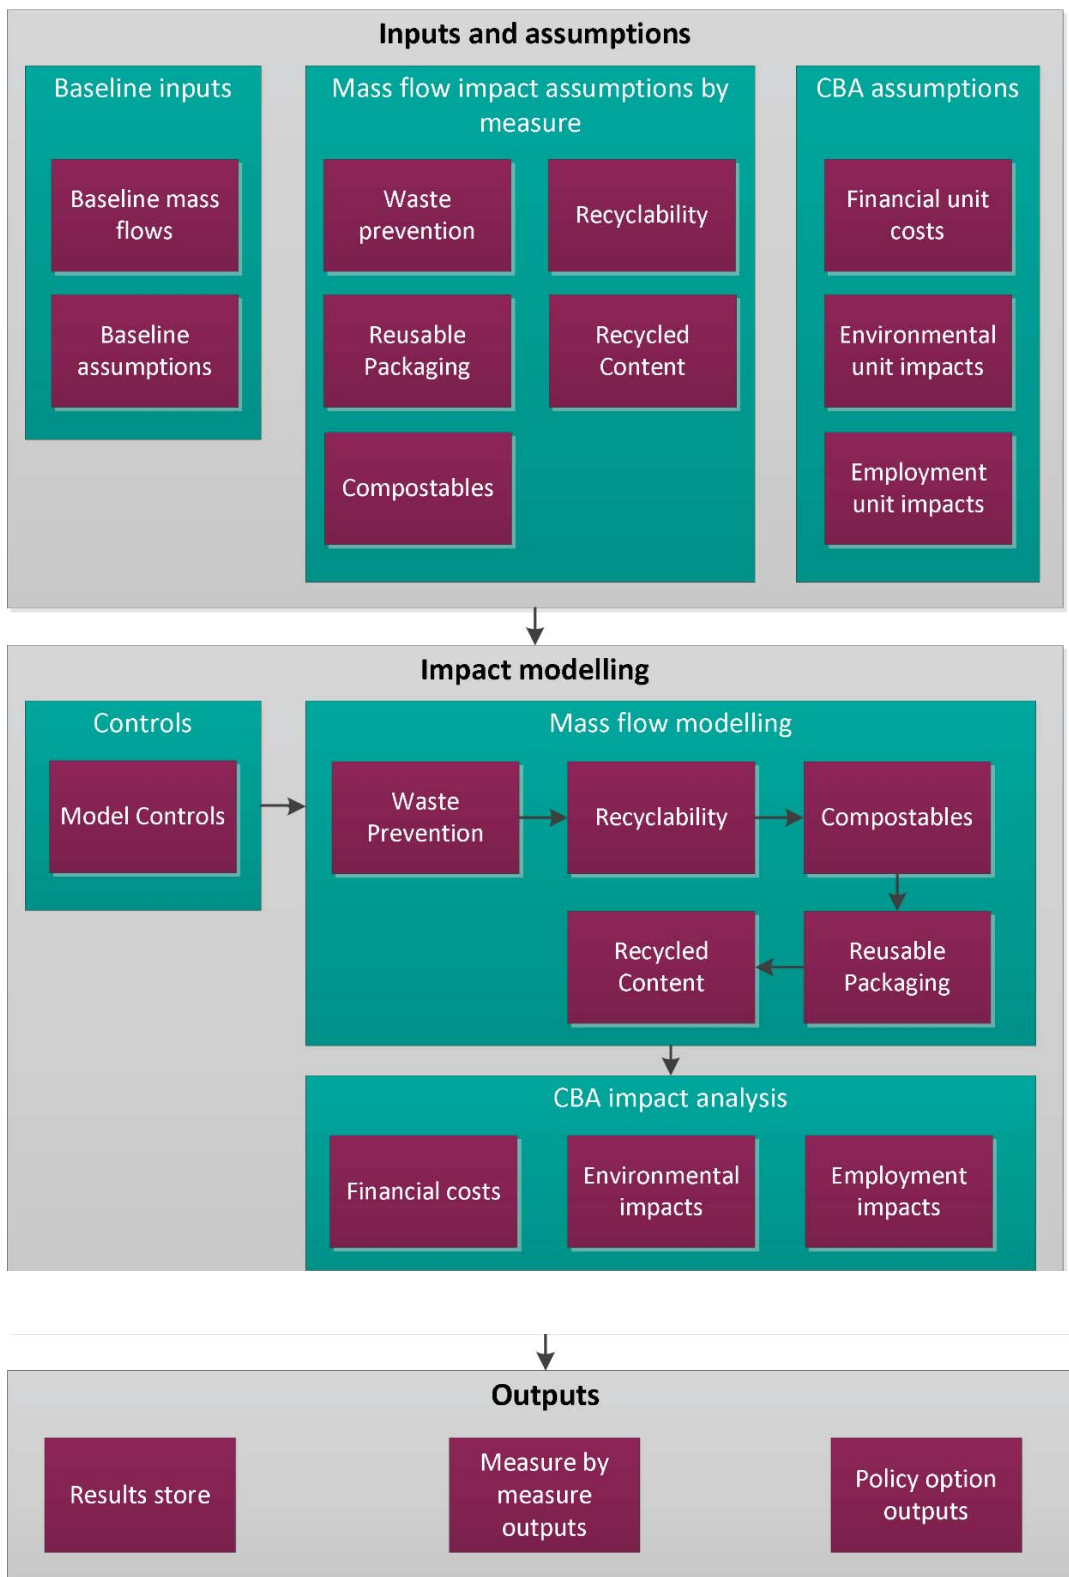 Inputs and assumptions
Baseline inputs
Baseline mass
flows
Baseline
assumptions
Mass flow impact assumptions by
measure
Waste
prevention
Recyclability
Reusable
Packaging
Recycled
Content
Compostables
CBA assumptions
Financial unit
costs
Environmental
unit impacts
Employment
unit impacts
Impact modelling
Controls
Model Controls
Mass flow modelling
Waste
Prevention
Recyclability
Compostables
Recycled
Content
Reusable
Packaging
CBA impact analysis
Financial costs
Environmental
impacts
Employment
impacts
Outputs
Results store
Measure by
measure
outputs
Policy option
outputs